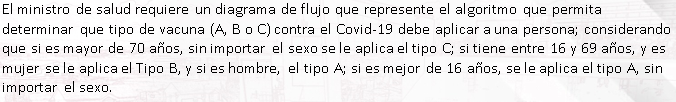 El ministro de salud requiere un diagrama de flujo que represente el algoritmo que permita
determinar que tipo de vacuna (A, B o C) contra el Covid-19 debe aplicar a una persona; considerando
que si es mayor de 70 años, sin importar el sexo se le aplica el tipo C; si tiene entre 16 y 69 años, y es
mujer se le aplica el Tipo B, y si es hombre, el tipo A; si es mejor de 16 años, se le aplica el tipo A, sin
importar el sexo.